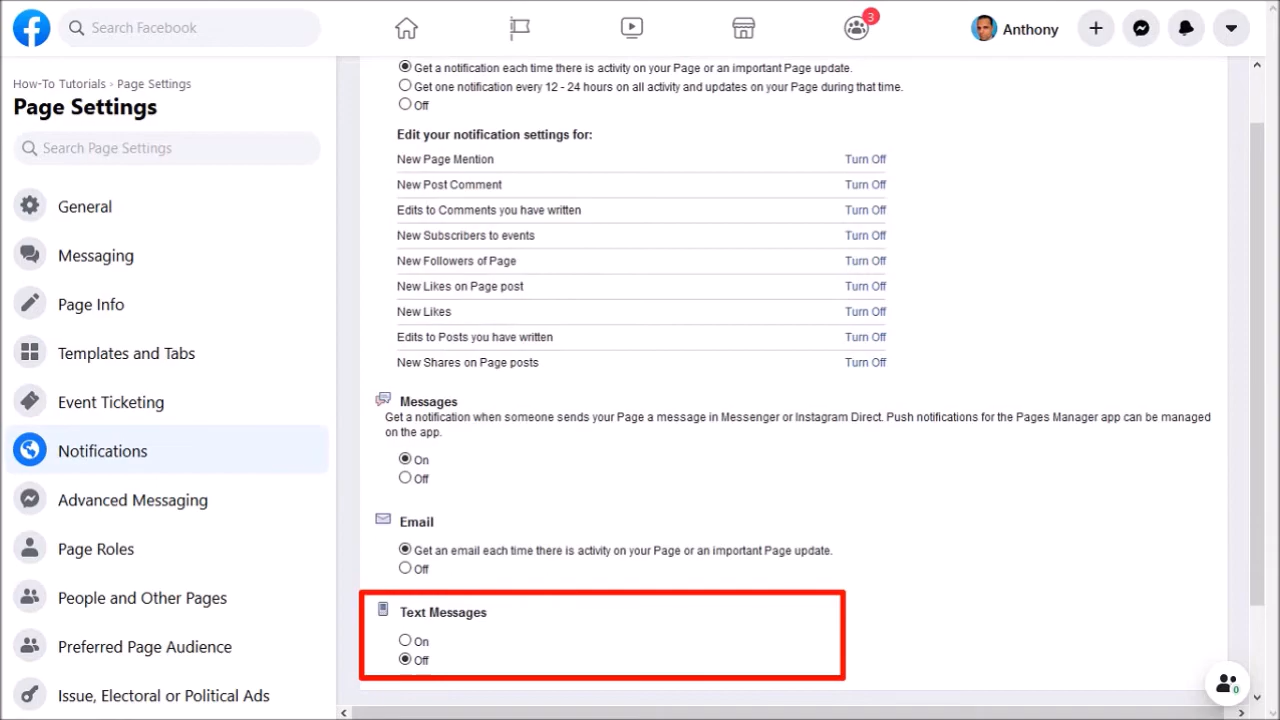 Search Facebook
3
Anthony
How-To Tutorials › Page Settings
Page Settings
Search Page Settings
General
Messaging
Page Info
Templates and Tabs
Event Ticketing
Notifications
Advanced Messaging
Page Roles
People and Other Pages
Preferred Page Audience
Issue, Electoral or Political Ads
Get a notification each time there is activity on your Page or an important Page update.
Get one notification every 12 - 24 hours on all activity and updates on your Page during that time.
Off
Edit your notification settings for:
New Page Mention Turn Off
New Post Comment Turn Off
Edits to Comments you have written Turn Off
New Subscribers to events Turn Off
New Followers of Page Turn Off
New Likes on Page post Turn Off
New Likes Turn Off
Edits to Posts you have written Turn Off
New Shares on Page posts Turn Off
Messages
Get a notification when someone sends your Page a message in Messenger or Instagram Direct. Push notifications for the Pages Manager app can be managed
on the app.
On
Off
Email
Get an email each time there is activity on your Page or an important Page update.
Off
Text Messages
On
Off
0